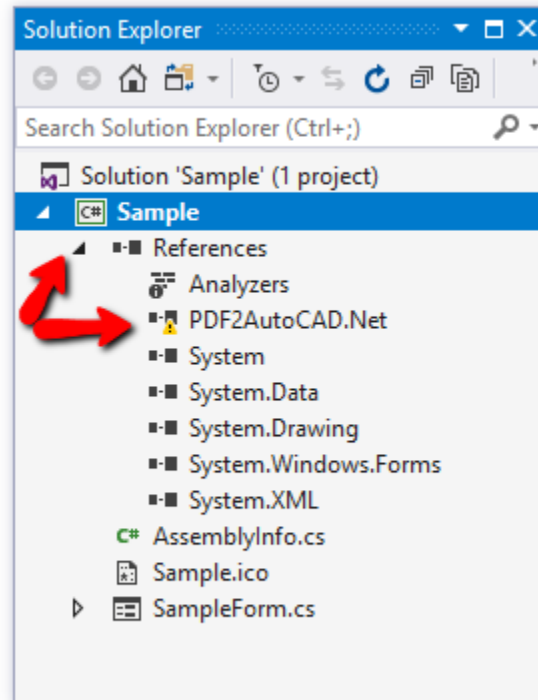 Solution Explorer
Search Solution Explorer (Ctrl+;)
Solution 'Sample' (1 project)
C# Sample
References
Analyzers
PDF2AutoCAD.Net
System
System.Data
System.Drawing
System.Windows.Forms
System.XML
C# AssemblyInfo.cs
Sample.ico
SampleForm.cs